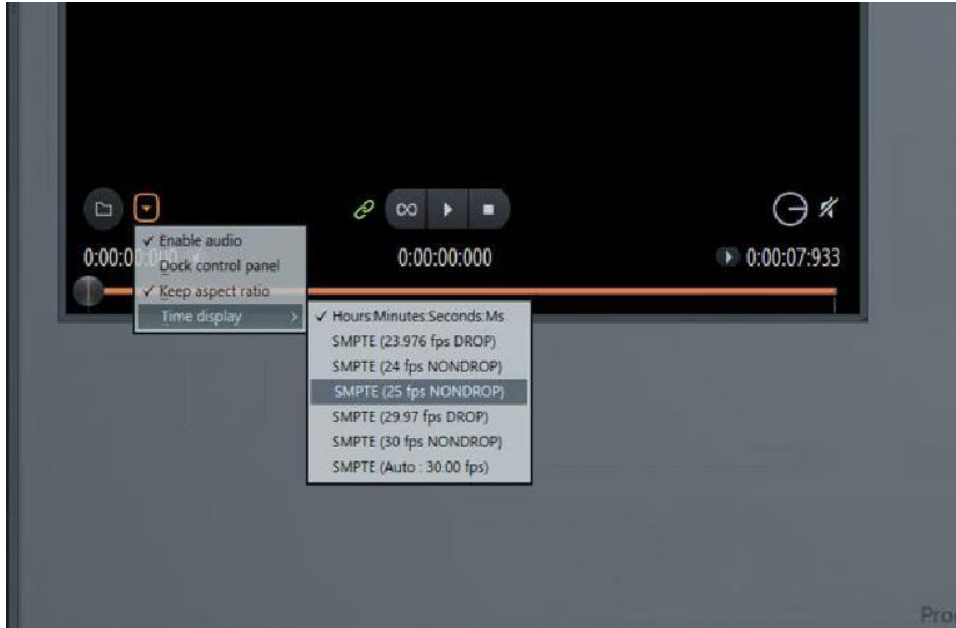 Enable audio
Dock control panel
Keep aspect ratio
Time display
0:00:00:000
0:00:07:933
Hours:Minutes:Seconds:Ms
SMPTE (23.976 fps DROP)
SMPTE (24 fps NONDROP)
SMPTE (25 fps NONDROP)
SMPTE (29.97 fps DROP)
SMPTE (30 fps NONDROP)
SMPTE (Auto : 30.00 fps)